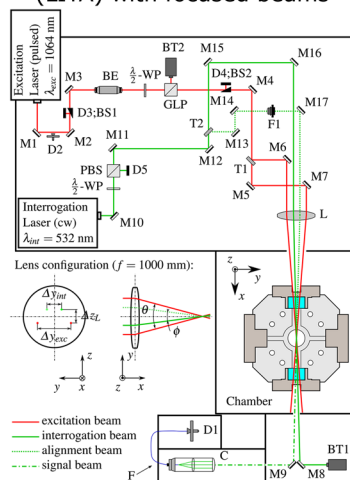 (LITA) with focused beams
Excitation
Laser (pulsed)
λexc = 1064 nm
M1
D2
M2
M3
D3;BS1
BE
λ/2-WP
BT2
GLP
D4;BS2
M4
M15
M16
M14
F1
M17
T2
M13
M12
M11
PBS
D5
λ/2-WP
M10
T1
M5
M6
M7
L
Interrogation
Laser (cw)
λint = 532 nm
Lens configuration (f = 1000 mm):
Δyint
ΔzL
Δyexc
z
y
x
θ
ϕ
z
y
x
z
y
x
Chamber
excitation beam
interrogation beam
alignment beam
signal beam
D1
C
F
M9
M8
BT1